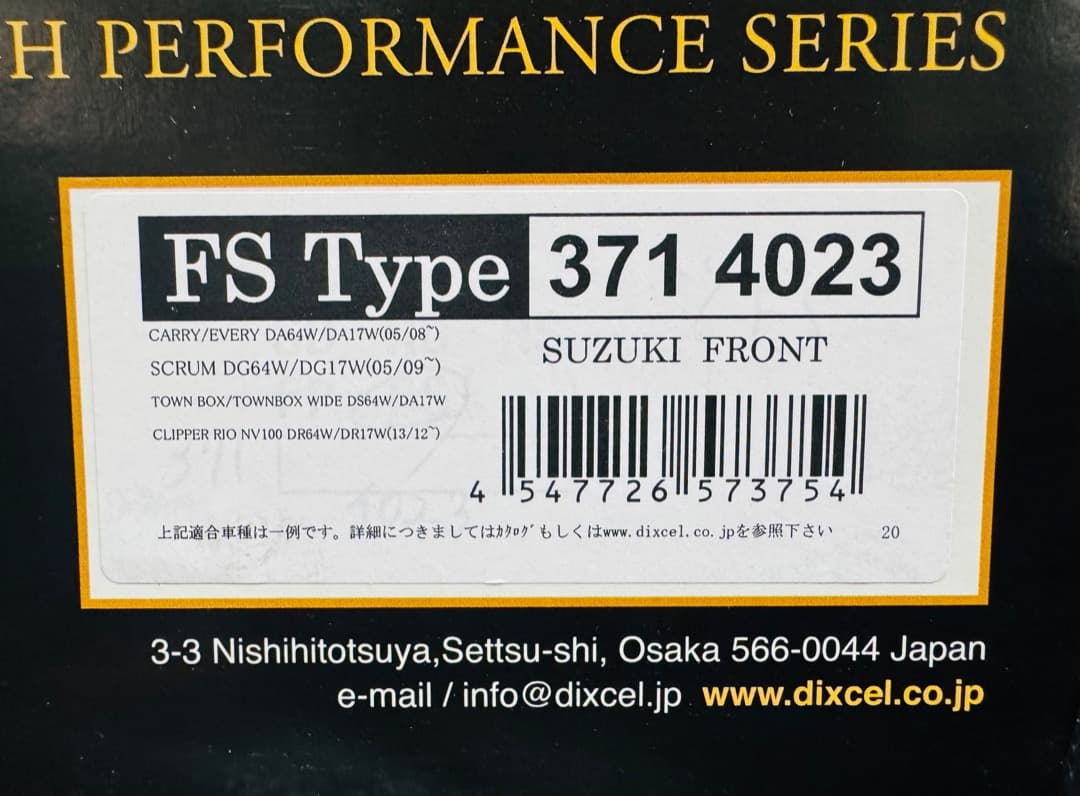 H PERFORMANCE SERIES
FS Type 371 4023
CARRY/EVERY DA64W/DA17W(05/08~)
SCRUM DG64W/DG17W(05/09~)
TOWN BOX/TOWNBOX WIDE DS64W/DA17W
CLIPPER RIO NV100 DR64W/DR17W(13/12~)
SUZUKI FRONT
4 547726 573754
上記適合車種は一例です。詳細につきましてはｶﾀﾛｸﾞもしくはwww.dixcel.co.jpを参照下さい 20
3-3 Nishihitotsuya,Settsu-shi, Osaka 566-0044 Japan
e-mail / info@dixcel.jp www.dixcel.co.jp